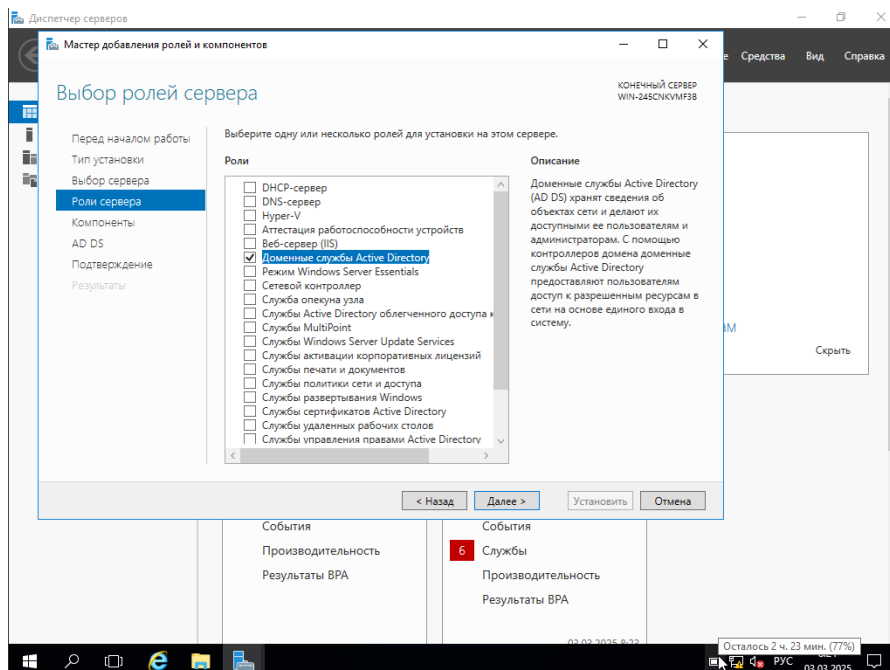 Диспетчер серверов
Мастер добавления ролей и компонентов
Средства
Вид
Справка
Выбор ролей сервера
КОНЕЧНЫЙ СЕРВЕР
WIN-245CNKVMF3B
Перед началом работы
Тип установки
Выбор сервера
Роли сервера
Компоненты
AD DS
Подтверждение
Результаты
Выберите одну или несколько ролей для установки на этом сервере.
Роли
DHCP-сервер
DNS-сервер
Hyper-V
Аттестация работоспособности устройств
Веб-сервер (IIS)
Доменные службы Active Directory
Режим Windows Server Essentials
Сетевой контроллер
Служба опекуна узла
Службы Active Directory облегченного доступа к
Службы MultiPoint
Службы Windows Server Update Services
Службы активации корпоративных лицензий
Службы печати и документов
Службы политики сети и доступа
Службы развертывания Windows
Службы сертификатов Active Directory
Службы удаленных рабочих столов
Службы управления правами Active Directory
Описание
Доменные службы Active Directory
(AD DS) хранят сведения об
объектах сети и делают их
доступными ее пользователям и
администраторам. С помощью
контроллеров домена доменные
службы Active Directory
предоставляют пользователям
доступ к разрешенным ресурсам в
сети на основе единого входа в
систему.
Скрыть
< Назад
Далее >
Установить
Отмена
События
Производительность
Результаты BPA
События
6 Службы
Производительность
Результаты BPA
03.03.2025 8:23
Осталось 2 ч. 23 мин. (77%)
РУС
03.03.2025